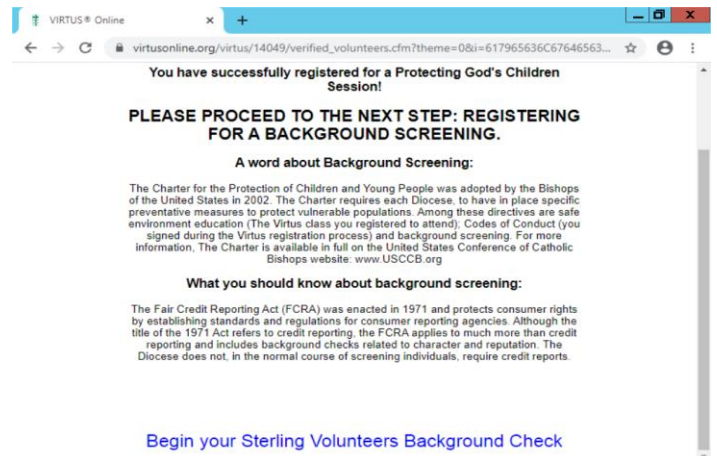 VIRTUS® Online
virtusonline.org/virtus/14049/verified_volunteers.cfm?theme=0&i=617965636C67646563...
You have successfully registered for a Protecting God's Children
Session!
PLEASE PROCEED TO THE NEXT STEP: REGISTERING
FOR A BACKGROUND SCREENING.
A word about Background Screening:
The Charter for the Protection of Children and Young People was adopted by the Bishops
of the United States in 2002. The Charter requires each Diocese, to have in place specific
preventative measures to protect vulnerable populations. Among these directives are safe
environment education (The Virtus class you registered to attend); Codes of Conduct (you
signed during the Virtus registration process) and background screening. For more
information, The Charter is available in full on the United States Conference of Catholic
Bishops website: www.USCCB.org
What you should know about background screening:
The Fair Credit Reporting Act (FCRA) was enacted in 1971 and protects consumer rights
by establishing standards and regulations for consumer reporting agencies. Although the
title of the 1971 Act refers to credit reporting, the FCRA applies to much more than credit
reporting and includes background checks related to character and reputation. The
Diocese does not, in the normal course of screening individuals, require credit reports.
Begin your Sterling Volunteers Background Check